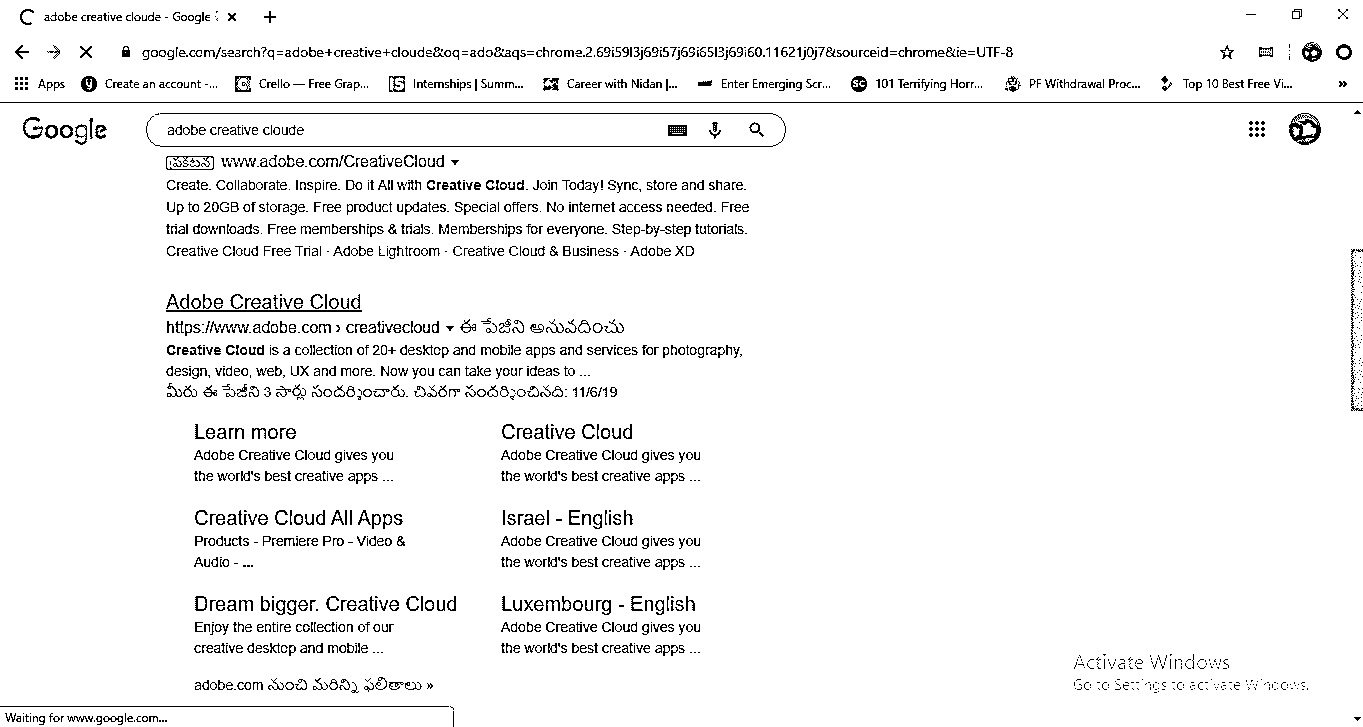 adobe creative cloude - Google
google.com/search?q=adobe+creative+cloude&oq=ado&aqs=chrome.2.69i59l3j69i57j69i65l3j69i60.11621j0j7&sourceid=chrome&ie=UTF-8
Apps Create an account -... Crello — Free Grap... Internships | Summ... Career with Nidan |... Enter Emerging Scr... 101 Terrifying Horr... PF Withdrawal Proc... Top 10 Best Free Vi... »
Google adobe creative cloude
ప్రకటన www.adobe.com/CreativeCloud
Create. Collaborate. Inspire. Do it All with Creative Cloud. Join Today! Sync, store and share.
Up to 20GB of storage. Free product updates. Special offers. No internet access needed. Free
trial downloads. Free memberships & trials. Memberships for everyone. Step-by-step tutorials.
Creative Cloud Free Trial · Adobe Lightroom · Creative Cloud & Business · Adobe XD
Adobe Creative Cloud
https://www.adobe.com › creativecloud ఈ పేజీని అనువదించు
Creative Cloud is a collection of 20+ desktop and mobile apps and services for photography,
design, video, web, UX and more. Now you can take your ideas to ...
మీరు ఈ పేజీని 3 సార్లు సందర్శించారు. చివరగా సందర్శించినది: 11/6/19
Learn more
Adobe Creative Cloud gives you
the world's best creative apps ...
Creative Cloud
Adobe Creative Cloud gives you
the world's best creative apps ...
Creative Cloud All Apps
Products - Premiere Pro - Video &
Audio - ...
Israel - English
Adobe Creative Cloud gives you
the world's best creative apps ...
Dream bigger. Creative Cloud
Enjoy the entire collection of our
creative desktop and mobile ...
Luxembourg - English
Adobe Creative Cloud gives you
the world's best creative apps ...
adobe.com నుంచి మరిన్ని ఫలితాలు »
Activate Windows
Go to Settings to activate Windows.
Waiting for www.google.com...